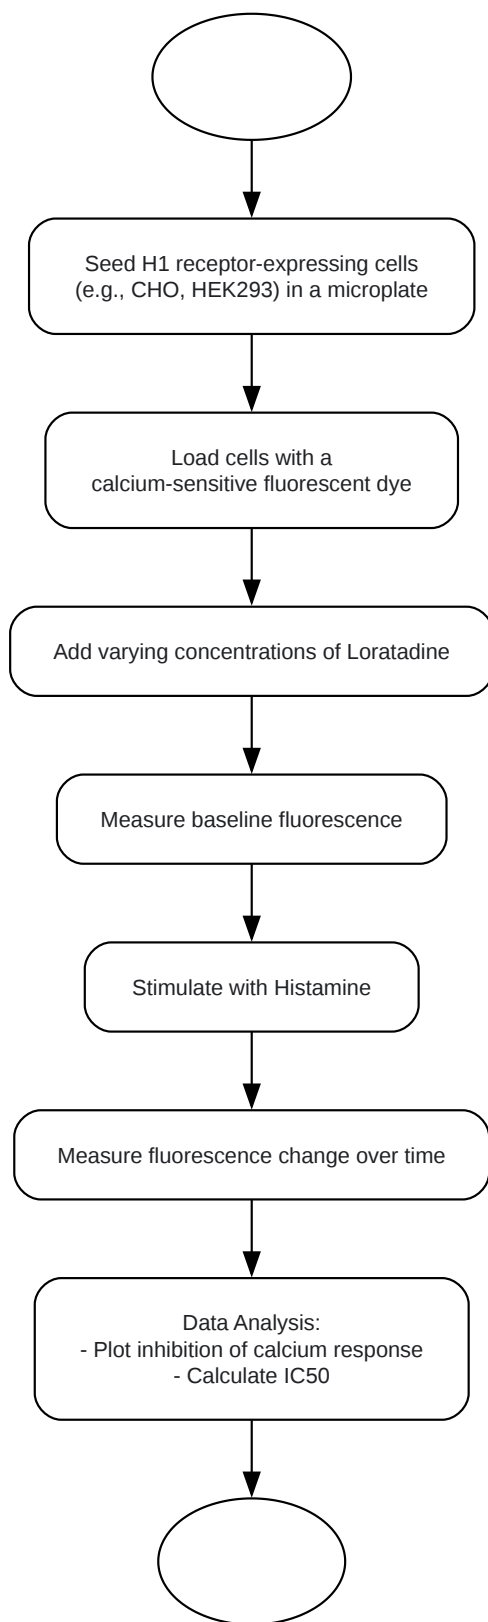 Seed H1 receptor-expressing cells
(e.g., CHO, HEK293) in a microplate
Load cells with a
calcium-sensitive fluorescent dye
Add varying concentrations of Loratadine
Measure baseline fluorescence
Stimulate with Histamine
Measure fluorescence change over time
Data Analysis:
- Plot inhibition of calcium response
- Calculate IC50